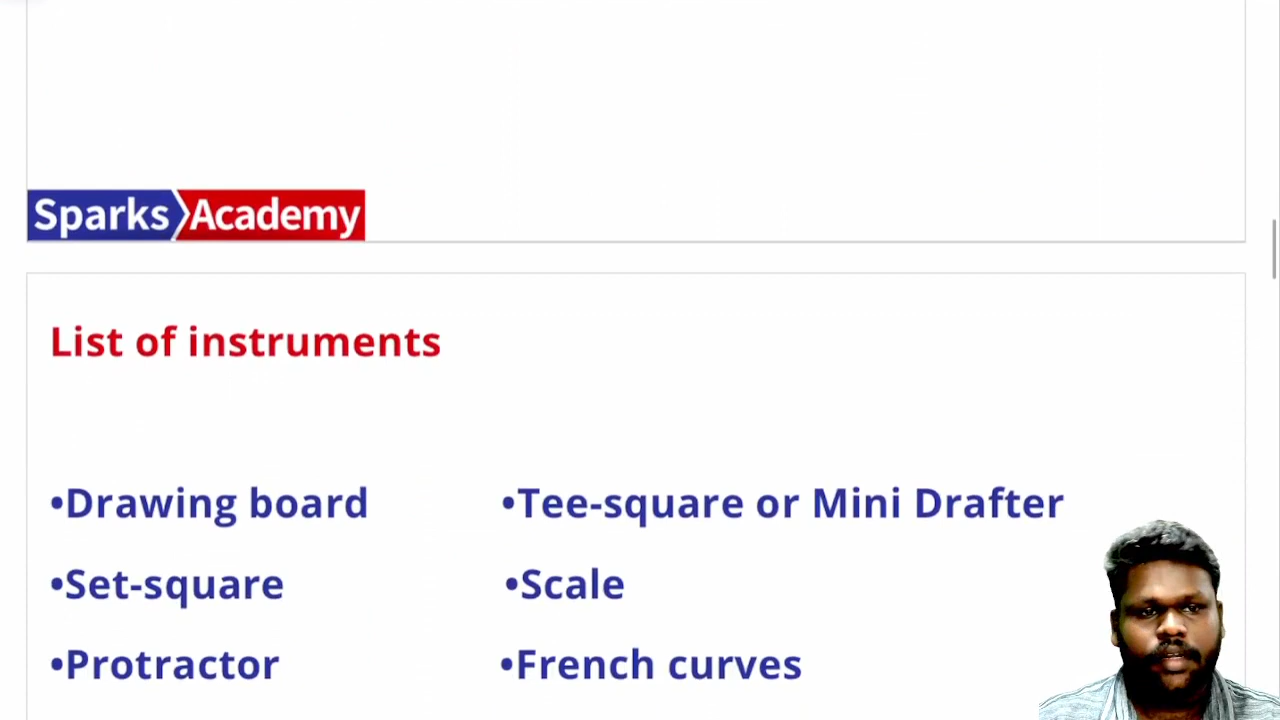 Sparks Academy
List of instruments
•Drawing board •Tee-square or Mini Drafter
•Set-square •Scale
•Protractor •French curves